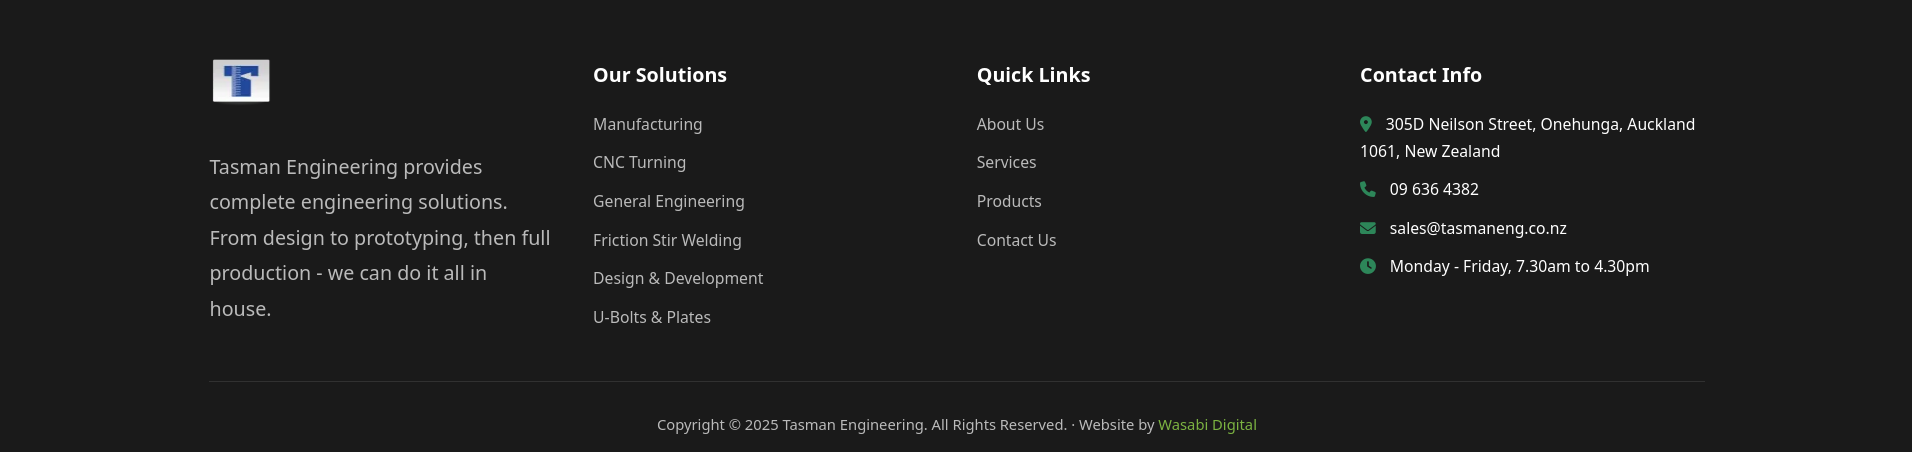 T
Tasman Engineering provides
complete engineering solutions.
From design to prototyping, then full
production - we can do it all in
house.
Our Solutions
Manufacturing
CNC Turning
General Engineering
Friction Stir Welding
Design & Development
U-Bolts & Plates
Quick Links
About Us
Services
Products
Contact Us
Contact Info
305D Neilson Street, Onehunga, Auckland
1061, New Zealand
09 636 4382
sales@tasmaneng.co.nz
Monday - Friday, 7.30am to 4.30pm
Copyright © 2025 Tasman Engineering. All Rights Reserved. · Website by Wasabi Digital